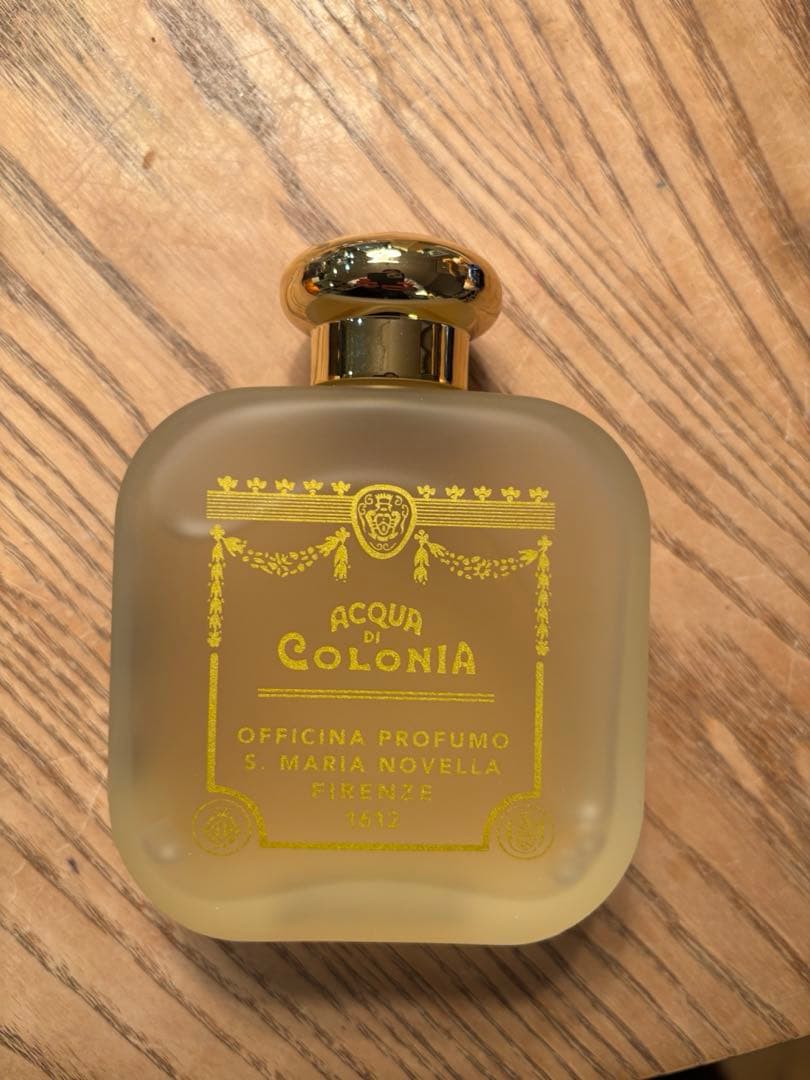 ACQUA
DI
COLONIA
OFFICINA PROFUMO
S. MARIA NOVELLA
FIRENZE
1612